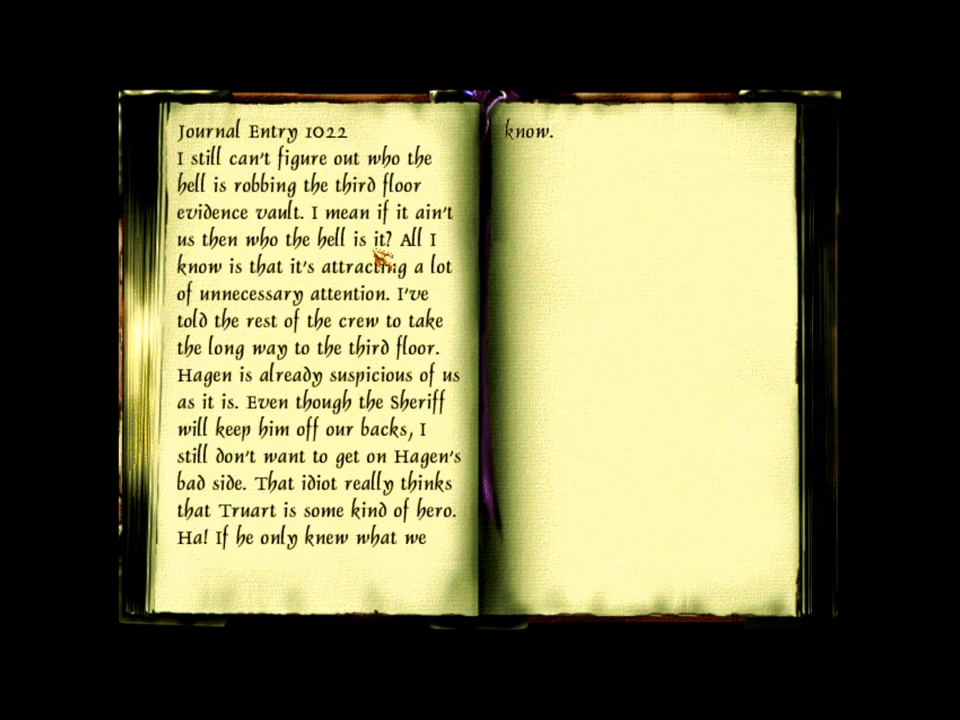 Journal Entry 1022
I still can't figure out who the
hell is robbing the third floor
evidence vault. I mean if it ain't
us then who the hell is it? All I
know is that it's attracting a lot
of unnecessary attention. I've
told the rest of the crew to take
the long way to the third floor.
Hagen is already suspicious of us
as it is. Even though the Sheriff
will keep him off our backs, I
still don't want to get on Hagen's
bad side. That idiot really thinks
that Truart is some kind of hero.
Ha! If he only knew what we
know.